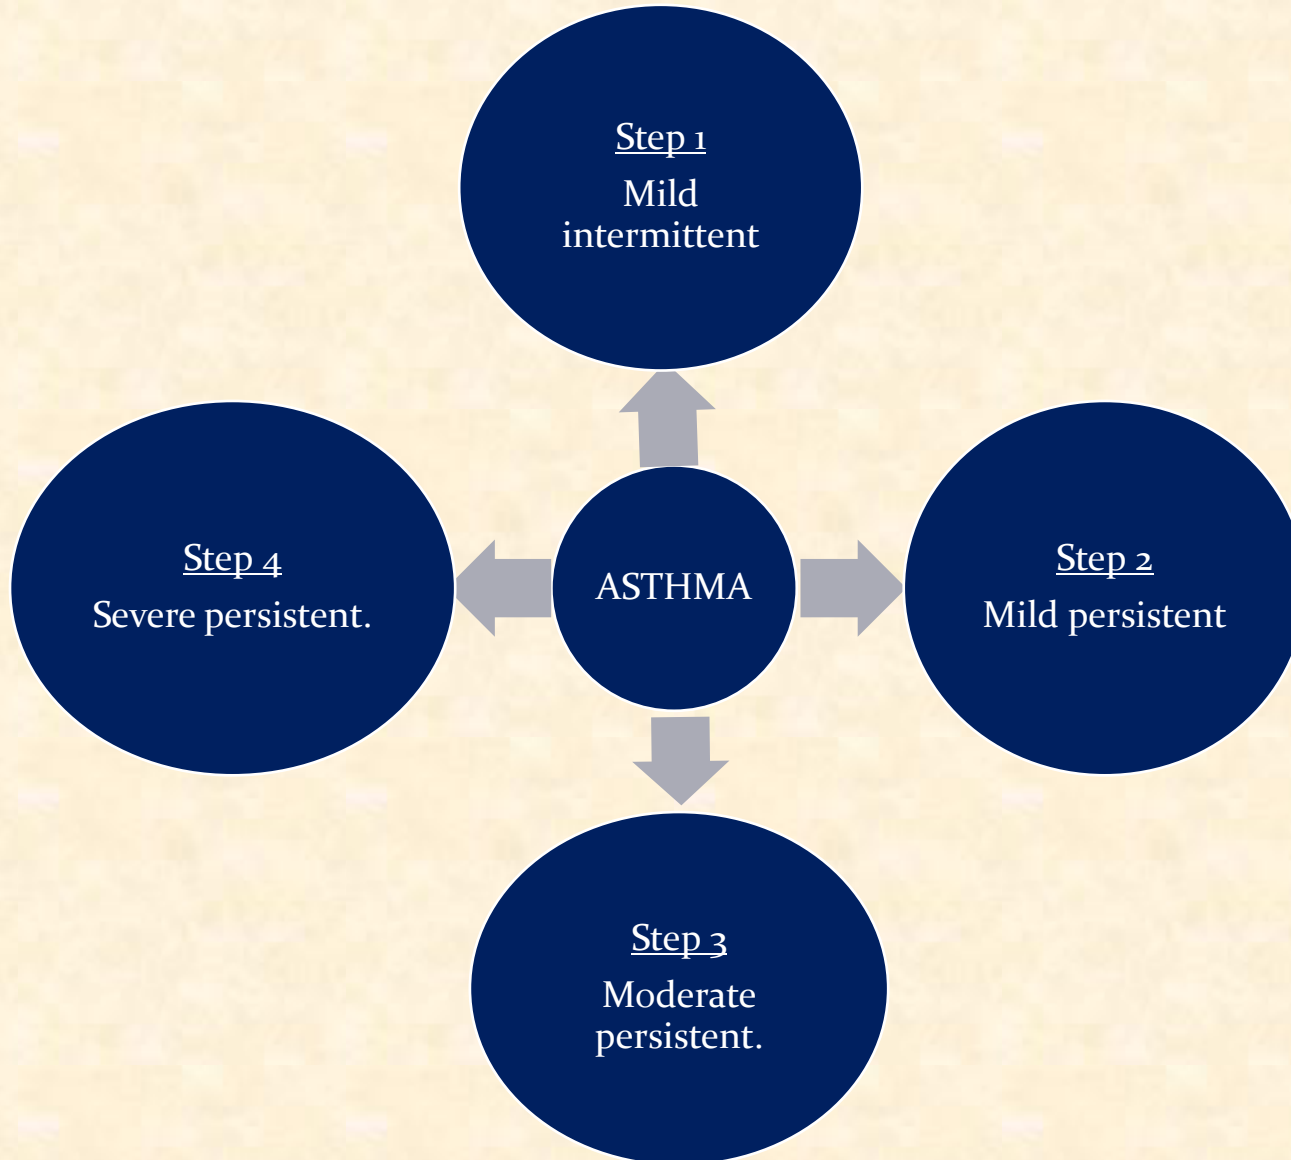 Step 1
Mild
intermittent
Step 4
Severe persistent.
ASTHMA
Step 2
Mild persistent
Step 3
Moderate
persistent.